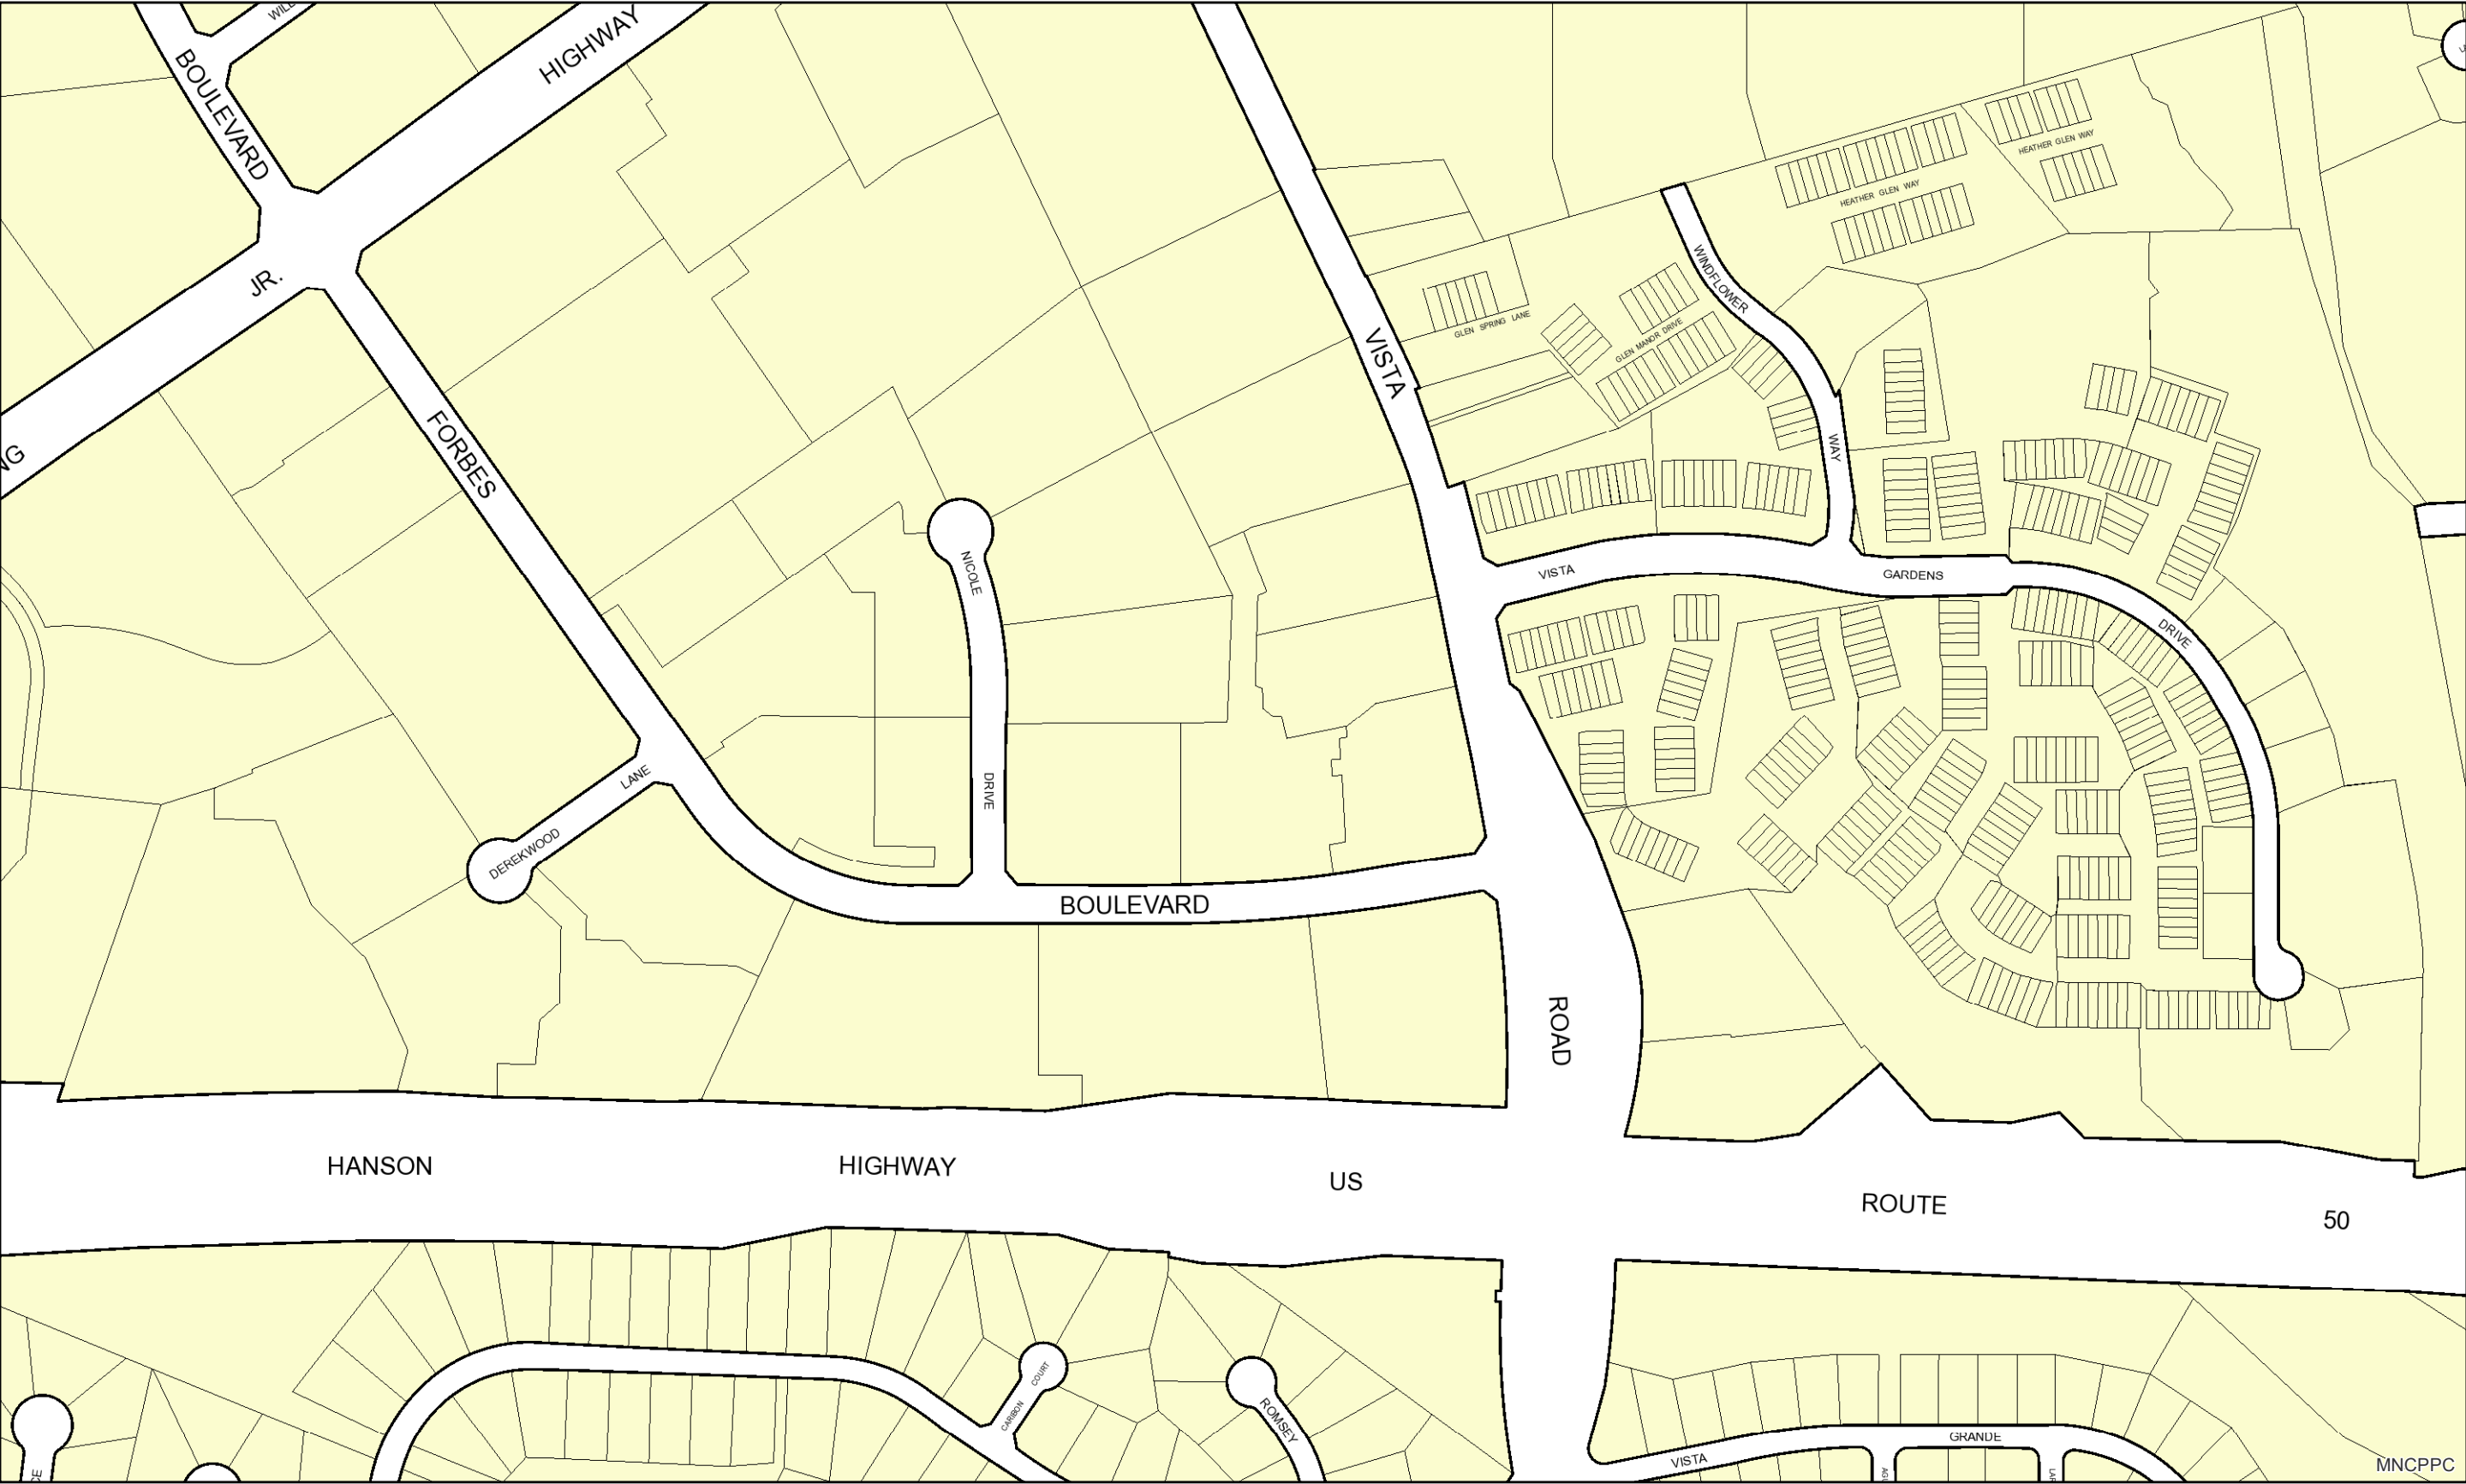 BOULEVARD
HIGHWAY
JR.
HEATHER GLEN WAY
HEATHER GLEN WAY
WINDFLOWER
GLEN SPRING LANE
GLEN MANOR DRIVE
VISTA
FORBES
WAY
NICOLE
VISTA
GARDENS
DRIVE
LANE
DRIVE
DEREKWOOD
BOULEVARD
ROAD
HANSON
HIGHWAY
US
ROUTE
50
COURT
CARIBON
ROMSEY
GRANDE
VISTA
MNCPPC